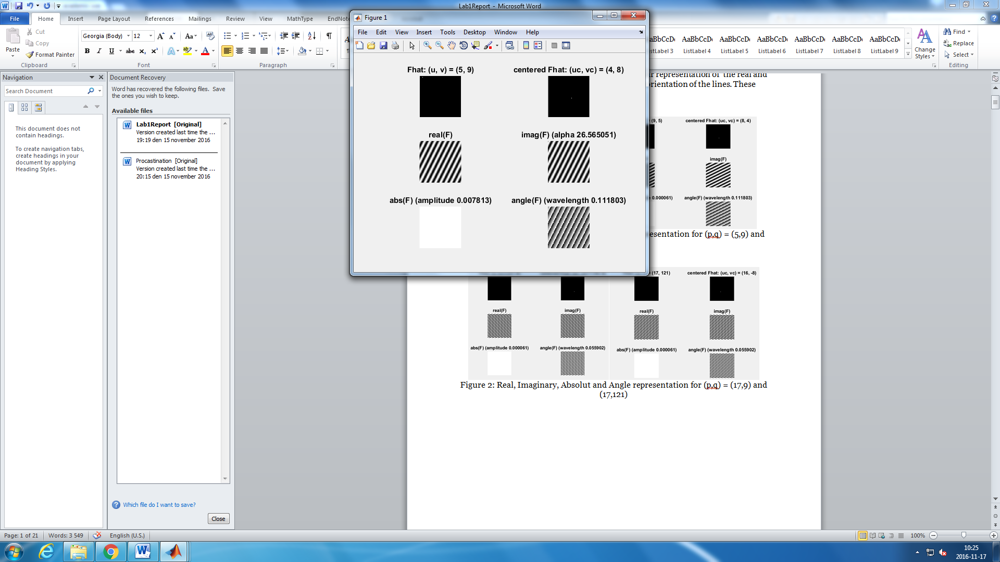 Lab1Report - Microsoft Word
File Home Insert Page Layout References Mailings Review View MathType EndNote
Cut
Copy
Format Painter
Paste
Clipboard
Georgia (Body) 12
Font
Paragraph
AaBbCcDc AaBbCcDc AaBbCcDc AaBbCcDc AaBbCcDc AaBbCcDc
ListLabel 3 ListLabel 4 ListLabel 5 ListLabel 6 ListLabel 7 ListLabel 8 ListLabel 9
Change Styles
Find
Replace
Select
Editing
Navigation
Search Document
This document does not
contain headings.
To create navigation tabs,
create headings in your
document by applying
Heading Styles.
Document Recovery
Word has recovered the following files. Save
the ones you wish to keep.
Available files
Lab1Report [Original]
Version created last time the ...
19:19 den 15 november 2016
Procastination [Original]
Version created last time the ...
20:15 den 15 november 2016
Which file do I want to save?
Close
Figure 1
File Edit View Insert Tools Desktop Window Help
Fhat: (u, v) = (5, 9)
centered Fhat: (uc, vc) = (4, 8)
real(F)
imag(F) (alpha 26.565051)
abs(F) (amplitude 0.007813)
angle(F) (wavelength 0.111803)
representation of the real and
orientation of the lines. These
(9, 5)
centered Fhat: (uc, vc) = (8, 4)
imag(F)
0.000061)
angle(F) (wavelength 0.111803)
esentation for (p,q) = (5,9) and
(17, 121)
centered Fhat: (uc, vc) = (16, -8)
real(F)
imag(F)
real(F)
imag(F)
abs(F) (amplitude 0.000061)
angle(F) (wavelength 0.055902)
abs(F) (amplitude 0.000061)
angle(F) (wavelength 0.055902)
Figure 2: Real, Imaginary, Absolut and Angle representation for (p,q) = (17,9) and
(17,121)
Page: 1 of 21
Words: 3 549
English (U.S.)
100%
10:25
2016-11-17